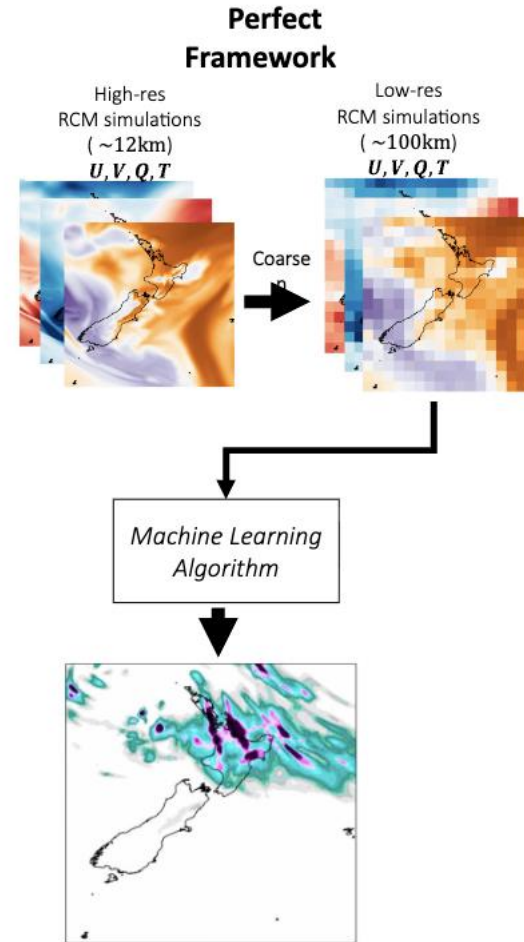 Perfect
Framework
High-res
RCM simulations
( ~12km)
U, V, Q, T
Low-res
RCM simulations
( ~100km)
U, V, Q, T
Coarse
n
Machine Learning
Algorithm